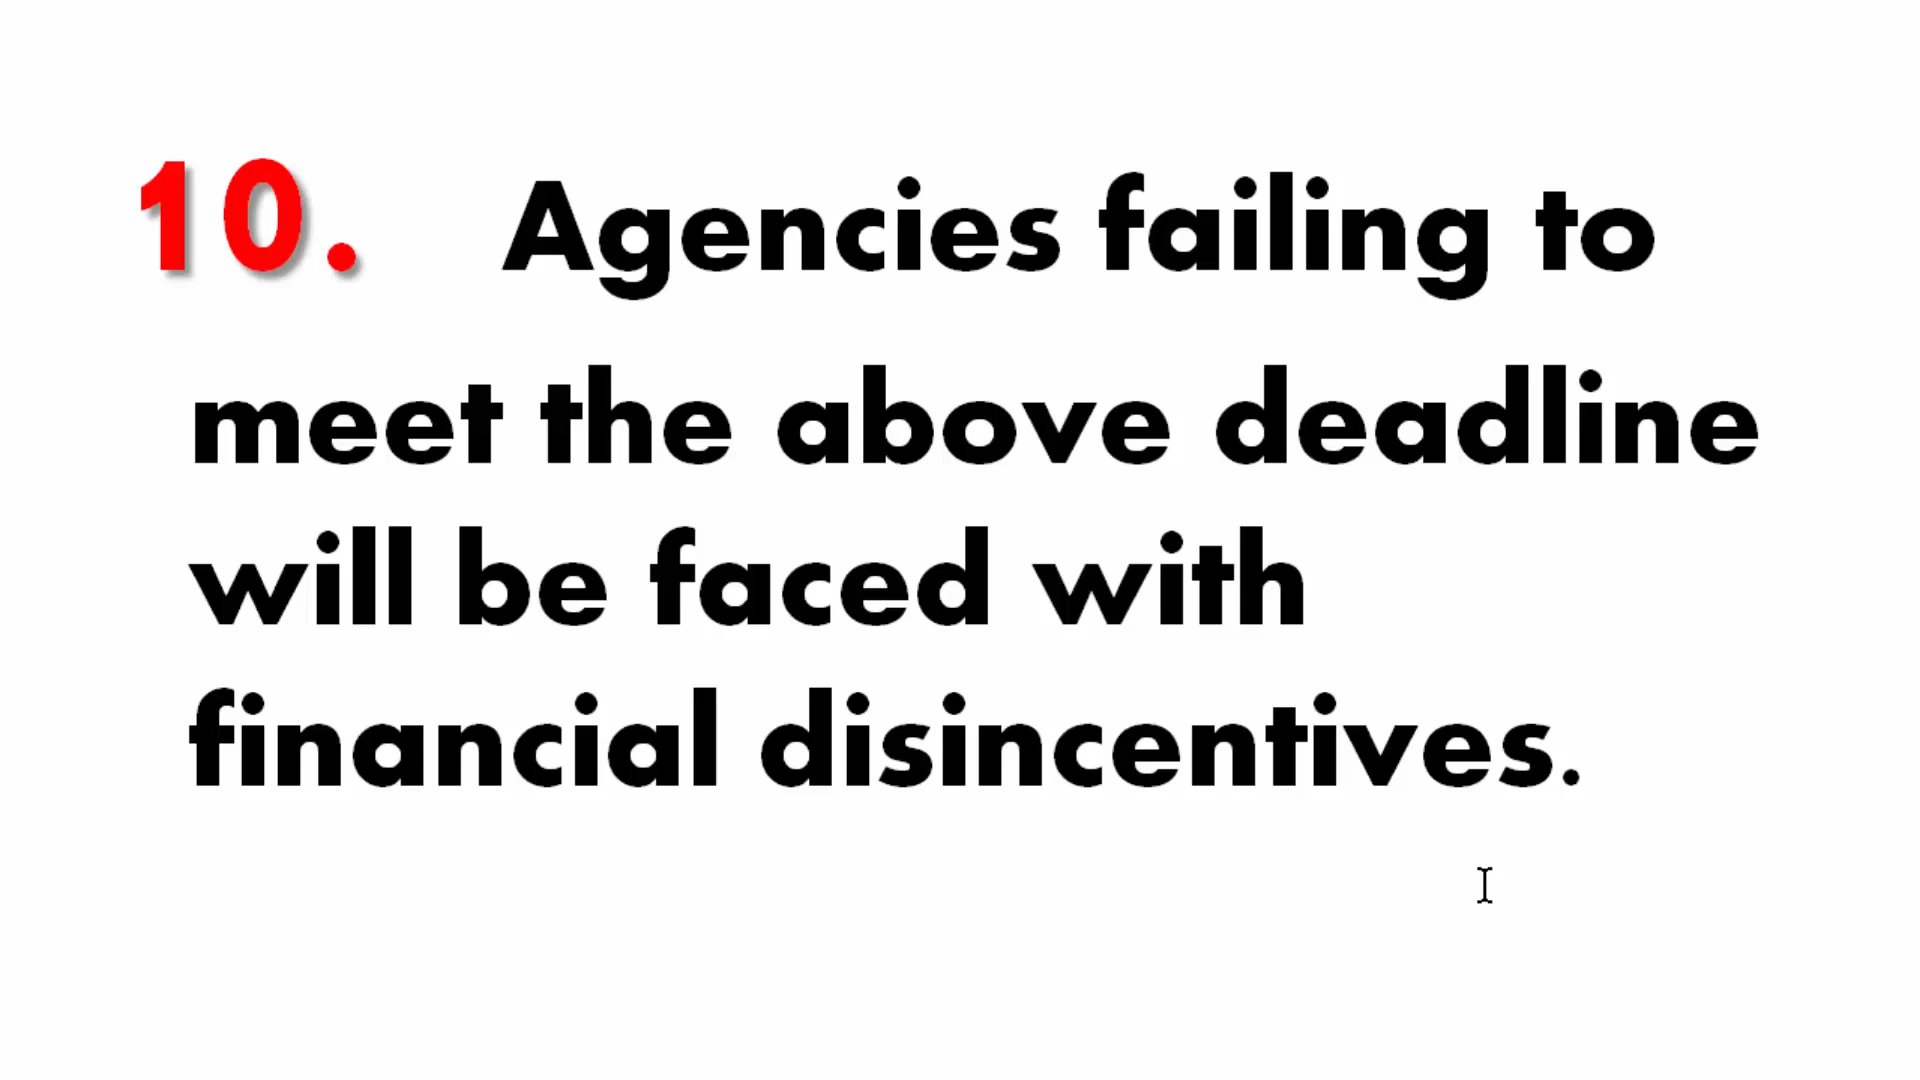 10. Agencies failing to
meet the above deadline
will be faced with
financial disincentives.